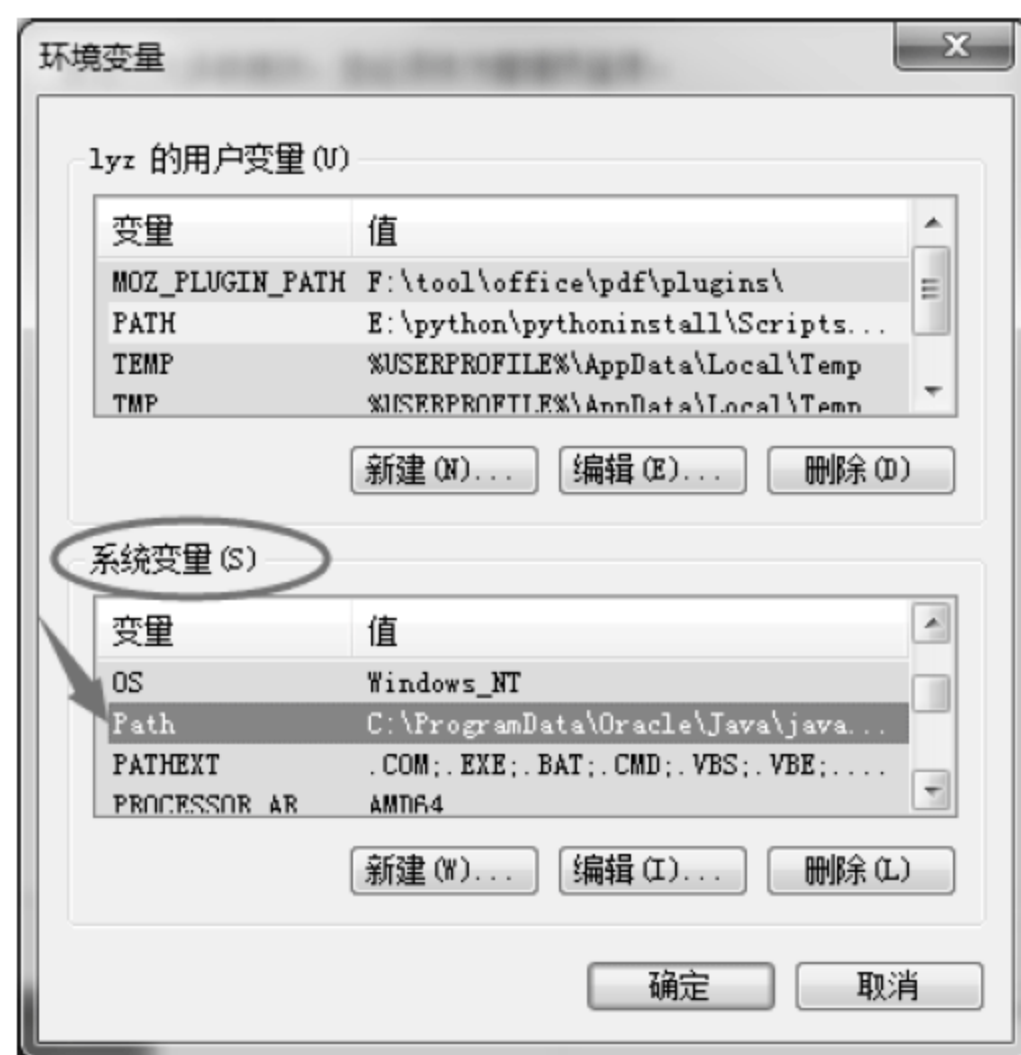 环境变量
lyz 的用户变量(U)
变量 值
MOZ_PLUGIN_PATH F:\tool\office\pdf\plugins\
PATH E:\python\pythoninstall\Scripts...
TEMP %USERPROFILE%\AppData\Local\Temp
TMP %USERPROFILE%\AppData\Local\Temp
新建(N)... 编辑(E)... 删除(D)
系统变量(S)
变量 值
OS Windows_NT
Path C:\ProgramData\Oracle\Java\java...
PATHEXT .COM;.EXE;.BAT;.CMD;.VBS;.VBE;....
PROCESSOR_AR AMD64
新建(W)... 编辑(I)... 删除(L)
确定 取消